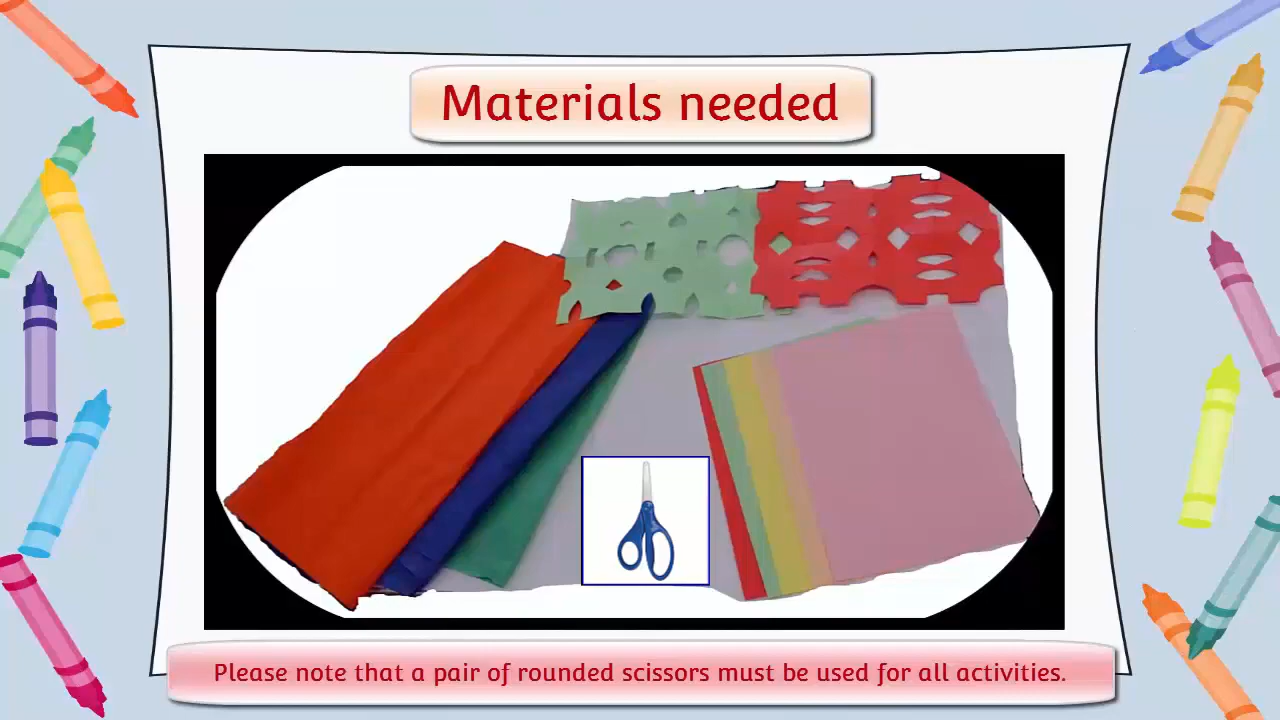 Materials needed
Please note that a pair of rounded scissors must be used for all activities.